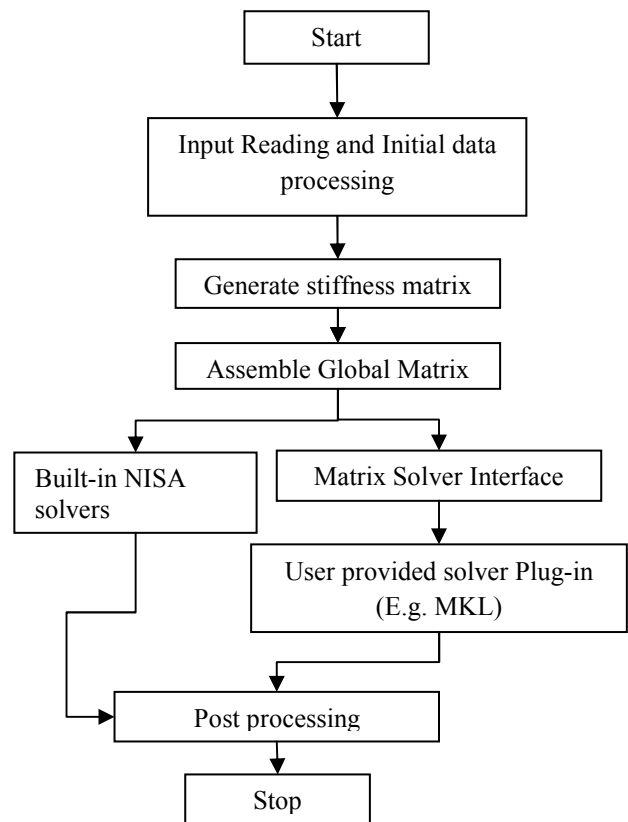 Start
Input Reading and Initial data
processing
Generate stiffness matrix
Assemble Global Matrix
Built-in NISA
solvers
Matrix Solver Interface
User provided solver Plug-in
(E.g. MKL)
Post processing
Stop